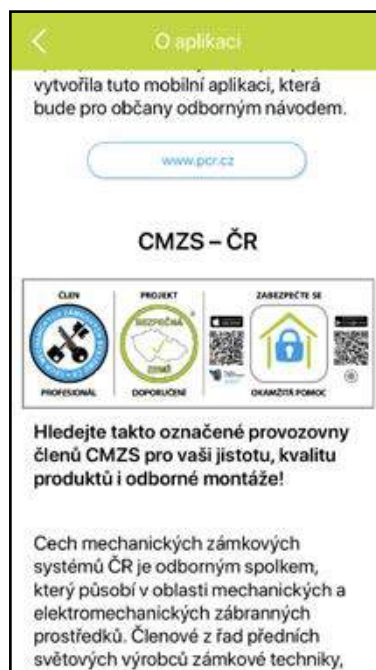 O aplikaci
vytvořila tuto mobilní aplikaci, která
bude pro občany odborným návodem.
www.pcr.cz
CMZS – ČR
ČLEN
PROFESIONÁL
PROJEKT
BEZPEČNÁ
ZEMĚ
DOPORUČENÍ
ZABEZPEČTE SE
OKAMŽITÁ POMOC
Hledejte takto označené provozovny
členů CMZS pro vaši jistotu, kvalitu
produktů i odborné montáže!
Cech mechanických zámkových
systémů ČR je odborným spolkem,
který působí v oblasti mechanických a
elektromechanických zábranných
prostředků. Členové z řad předních
světových výrobců zámkové techniky,